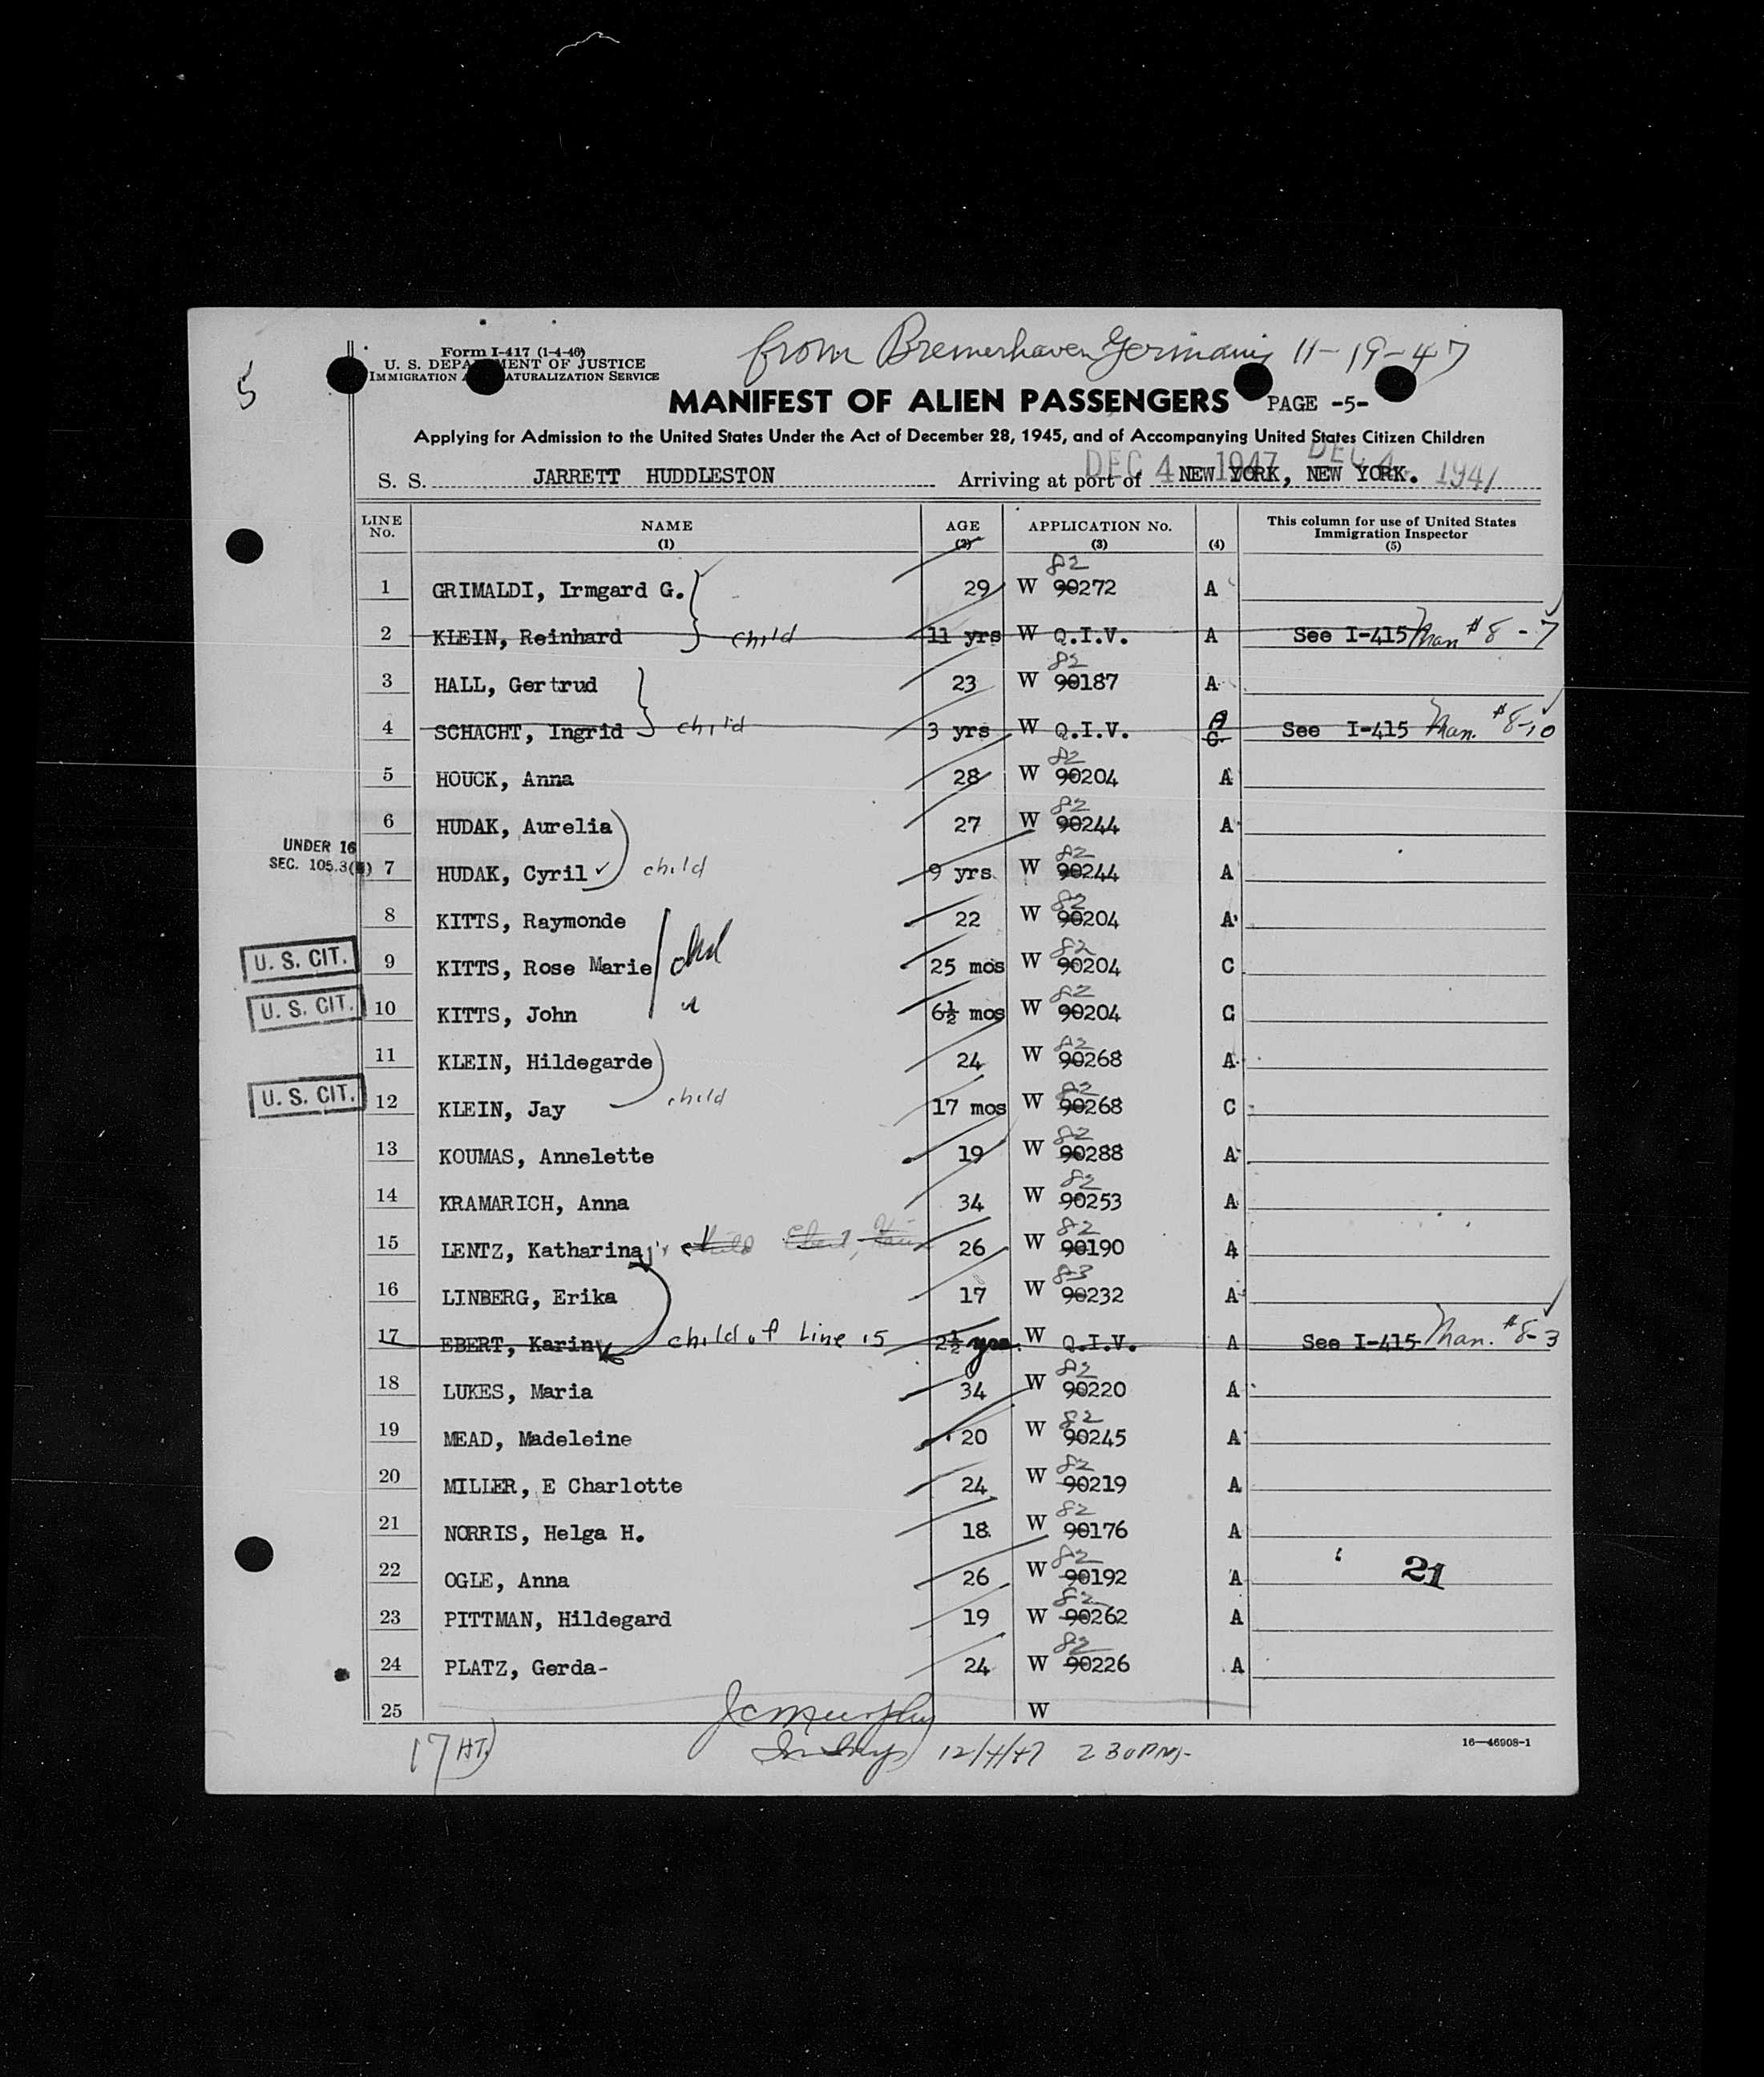 from Bremerhaven Germany 11-19-47
5
Form I-417 (1-4-46)
U. S. DEPA MENT OF JUSTICE
IMMIGRATION A ATURALIZATION SERVICE
MANIFEST OF ALIEN PASSENGERS PAGE -5-
Applying for Admission to the United States Under the Act of December 28, 1945, and of Accompanying United States Citizen Children
DEC 4 1947 DEC 4 1947
S. S. JARRETT HUDDLESTON Arriving at port of NEW YORK, NEW YORK.
LINE No. NAME (1) AGE (2) APPLICATION No. (3) (4) This column for use of United States Immigration Inspector (5)
82
1 GRIMALDI, Irmgard G. 29 W 90272 A
2 KLEIN, Reinhard child 11 yrs W Q.I.V. A See I-415 Man #8-7
82
3 HALL, Gertrud 23 W 90187 A
4 SCHACHT, Ingrid child 3 yrs W Q.I.V. A C See I-415 Man. #8-10
82
5 HOUCK, Anna 28 W 90204 A
82
6 HUDAK, Aurelia 27 W 90244 A
UNDER 16
SEC. 105.3( )
82
7 HUDAK, Cyril child 9 yrs W 90244 A
82
8 KITTS, Raymonde 22 W 90204 A
82
U. S. CIT. 9 KITTS, Rose Marie 25 mos W 90204 C
82
U. S. CIT. 10 KITTS, John 6½ mos W 90204 C
82
11 KLEIN, Hildegarde 24 W 90268 A
82
U. S. CIT. 12 KLEIN, Jay child 17 mos W 90268 C
82
13 KOUMAS, Annelette 19 W 90288 A
82
14 KRAMARICH, Anna 34 W 90253 A
82
15 LENTZ, Katharina child Ebert, Karin 26 W 90190 A
83
16 LINBERG, Erika 17 W 90232 A
17 EBERT, Karin child of Line 15 2½ yrs. W Q.I.V. A See I-415 Man. #8-3
82
18 LUKES, Maria 34 W 90220 A
82
19 MEAD, Madeleine 20 W 90245 A
82
20 MILLER, E Charlotte 24 W 90219 A
82
21 NORRIS, Helga H. 18 W 90176 A
82
22 OGLE, Anna 26 W 90192 A 21
82
23 PITTMAN, Hildegard 19 W 90262 A
82
24 PLATZ, Gerda- 24 W 90226 A
25 W
JC Murphy
17 HT. 12/4/47 2 30 PM.
16—46908-1